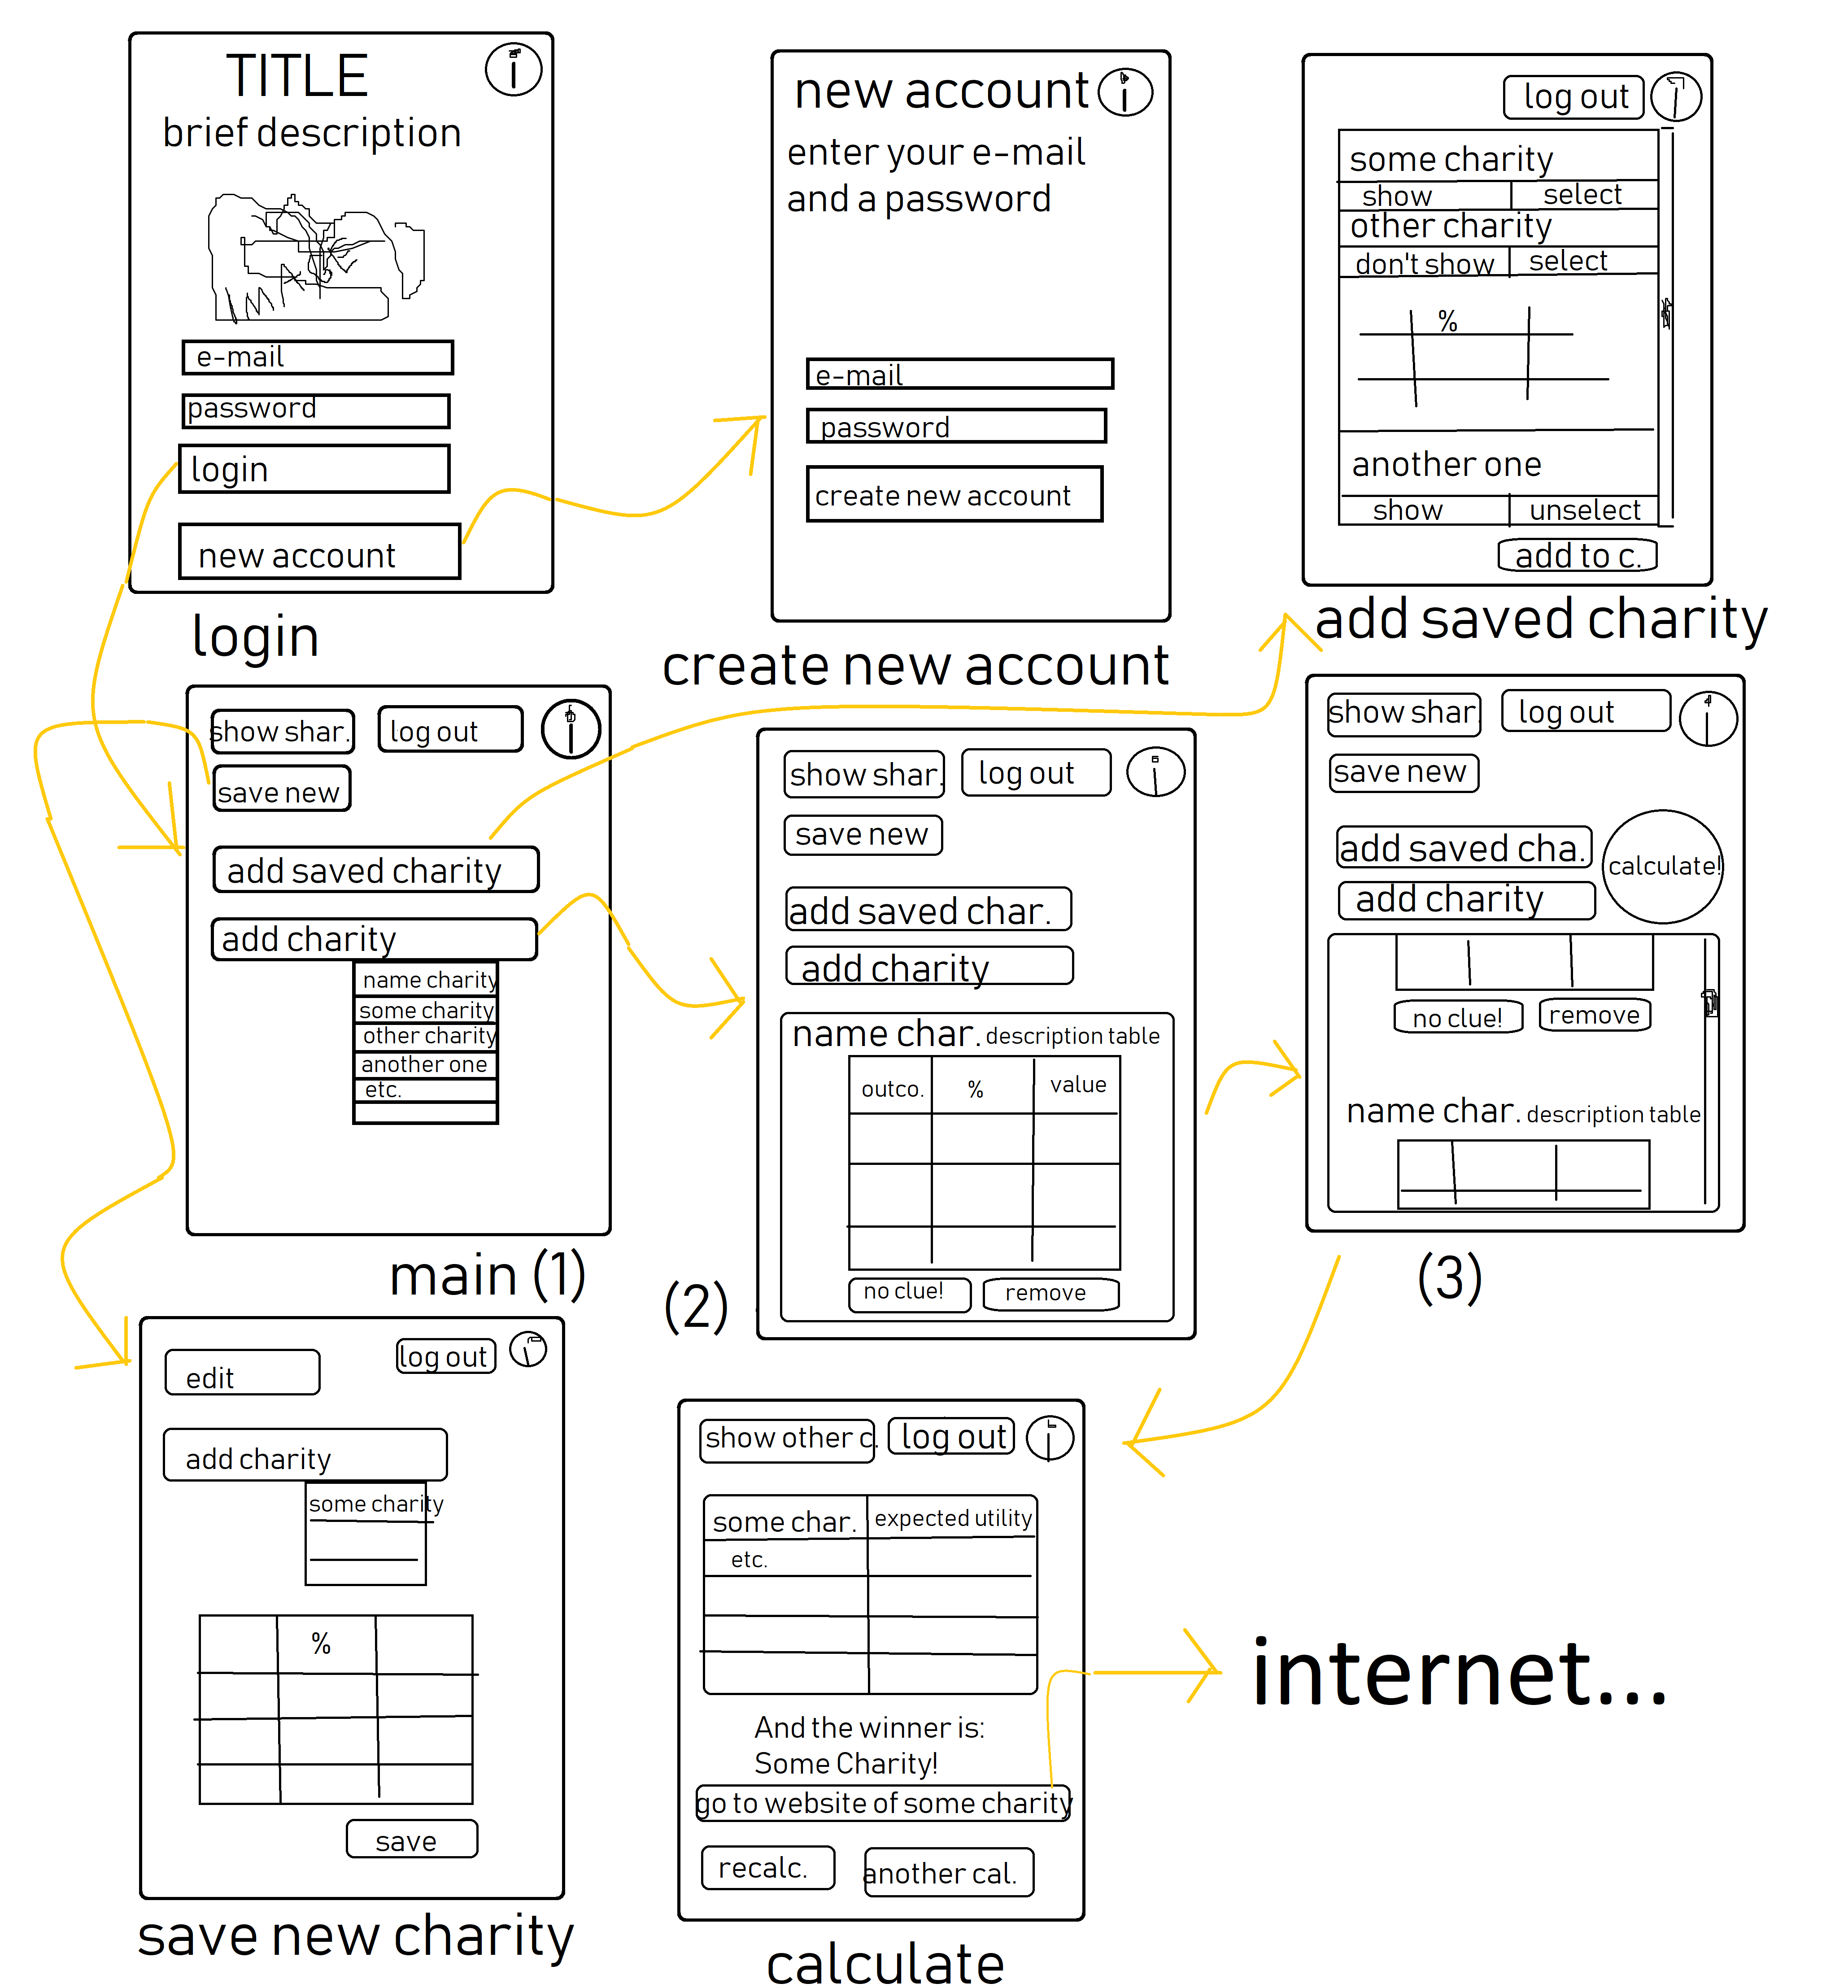 TITLE
i
brief description
e-mail
password
login
new account
login
new account
i
enter your e-mail
and a password
e-mail
password
create new account
create new account
log out
i
some charity
show
select
other charity
don't show
select
%
another one
show
unselect
add to c.
add saved charity
show shar.
log out
i
save new
add saved charity
add charity
name charity
some charity
other charity
another one
etc.
main (1)
show shar.
log out
i
save new
add saved char.
add charity
name char. description table
outco.
%
value
no clue!
remove
(2)
show shar.
log out
i
save new
add saved cha.
calculate!
add charity
no clue!
remove
name char. description table
(3)
edit
log out
i
add charity
some charity
%
save
save new charity
show other c.
log out
i
some char.
expected utility
etc.
And the winner is:
Some Charity!
go to website of some charity
recalc.
another cal.
calculate
internet...